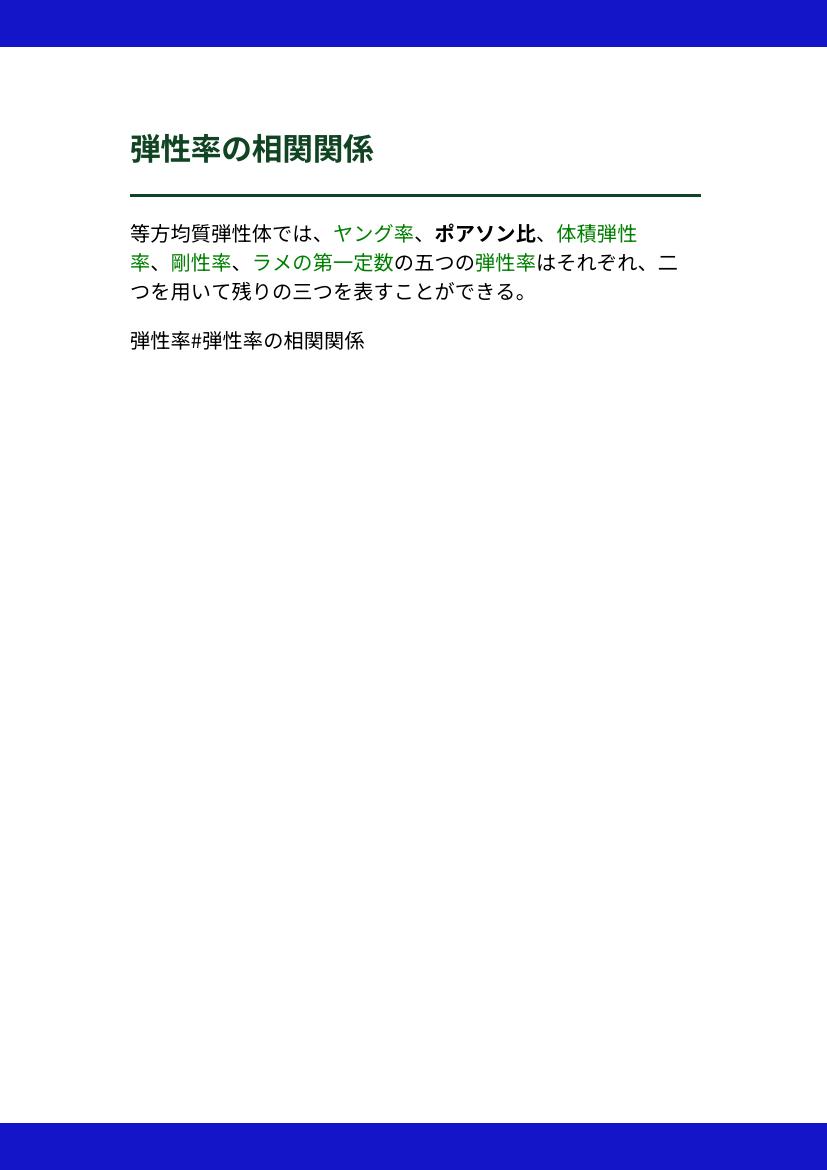 弾性率の相関関係
等方均質弾性体では、ヤング率、ポアソン比、体積弾性
率、剛性率、ラメの第一定数の五つの弾性率はそれぞれ、二
つを用いて残りの三つを表すことができる。
弾性率#弾性率の相関関係